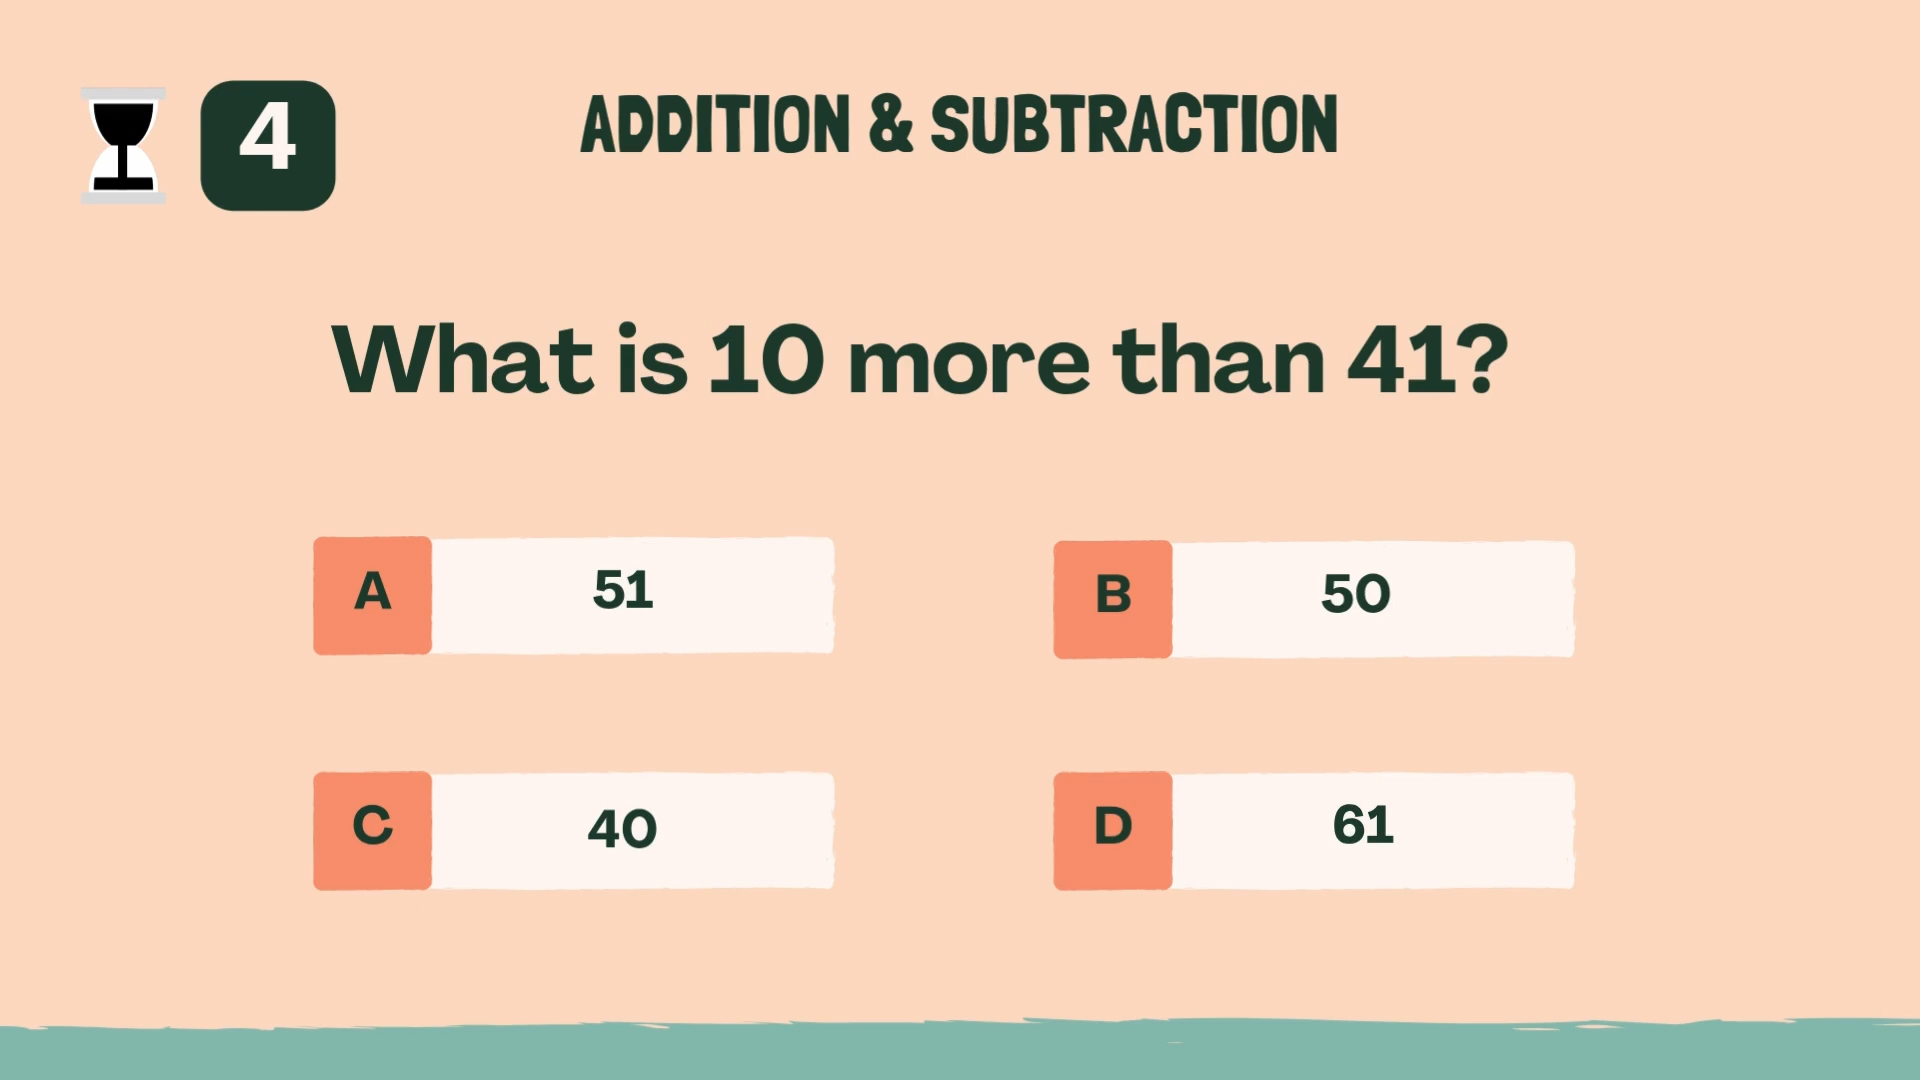 4
ADDITION & SUBTRACTION
What is 10 more than 41?
A 51
B 50
C 40
D 61